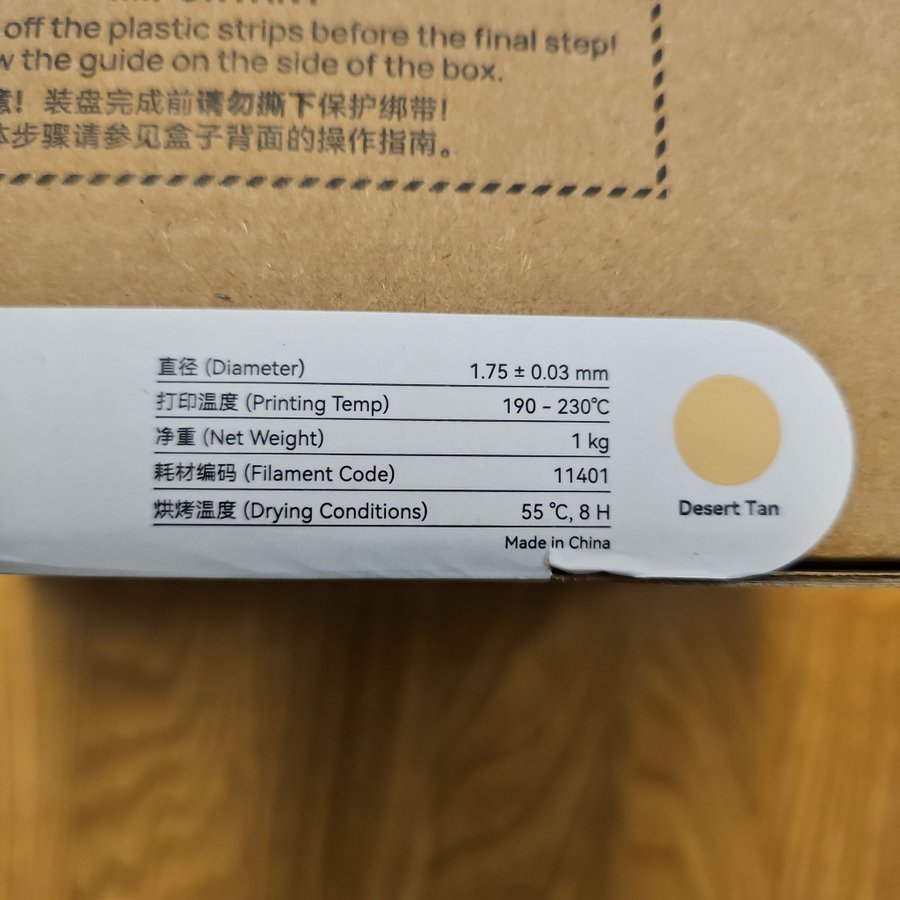 IMPORTANT
off the plastic strips before the final step!
the guide on the side of the box.
意！装盘完成前请勿撕下保护绑带！
体步骤请参见盒子背面的操作指南。
直径 (Diameter) 1.75 ± 0.03 mm
打印温度 (Printing Temp) 190 - 230℃
净重 (Net Weight) 1 kg
耗材编码 (Filament Code) 11401
烘烤温度 (Drying Conditions) 55 ℃, 8 H
Made in China
Desert Tan